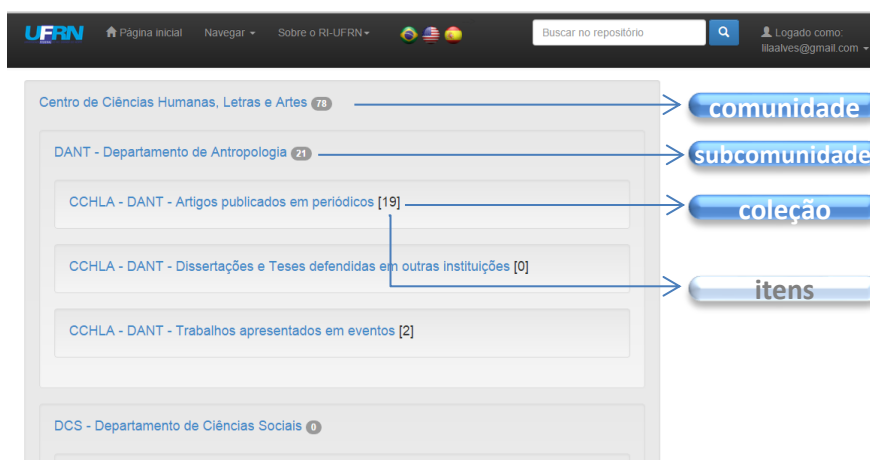 UFRN Página inicial Navegar Sobre o RI-UFRN Buscar no repositório Logado como:
lilaalves@gmail.com
Centro de Ciências Humanas, Letras e Artes 78 comunidade
DANT - Departamento de Antropologia 21 subcomunidade
CCHLA - DANT - Artigos publicados em periódicos [19] coleção
CCHLA - DANT - Dissertações e Teses defendidas em outras instituições [0]
itens
CCHLA - DANT - Trabalhos apresentados em eventos [2]
DCS - Departamento de Ciências Sociais 0